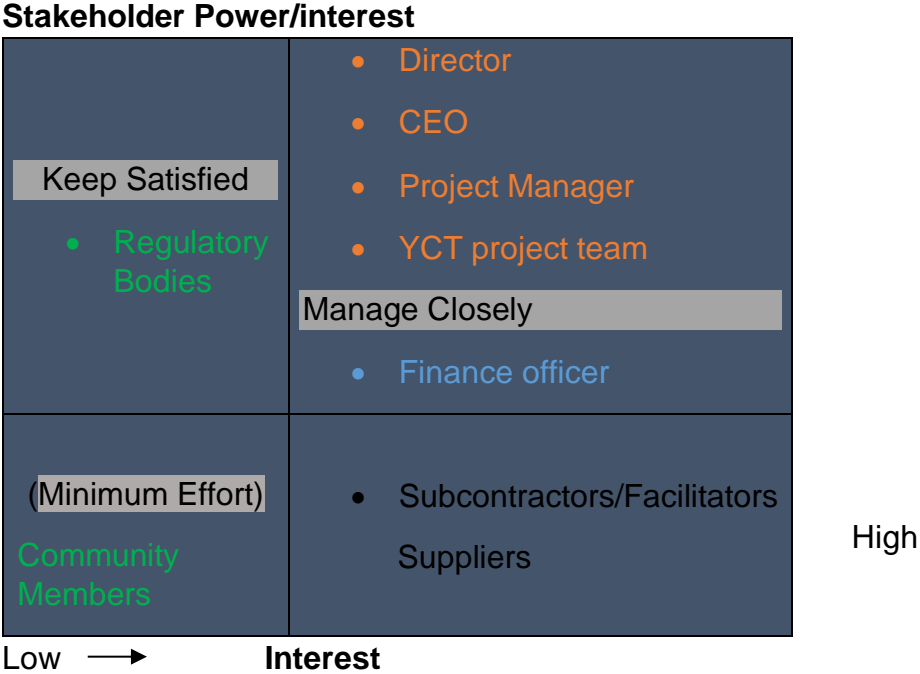 Stakeholder Power/interest
Keep Satisfied
• Regulatory
Bodies
• Director
• CEO
• Project Manager
• YCT project team
Manage Closely
• Finance officer
(Minimum Effort)
Community
Members
• Subcontractors/Facilitators
Suppliers
High
Low → Interest